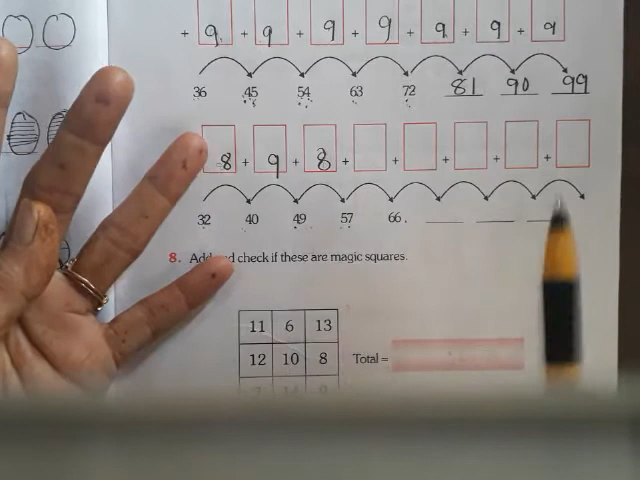 + 9 + 9 + 9 + 9 + 9 + 9 + 9
36 45 54 63 72 81 90 99
8 + 9 + 8 + + + + +
32 40 49 57 66
8. Add and check if these are magic squares.
11 6 13
12 10 8 Total =